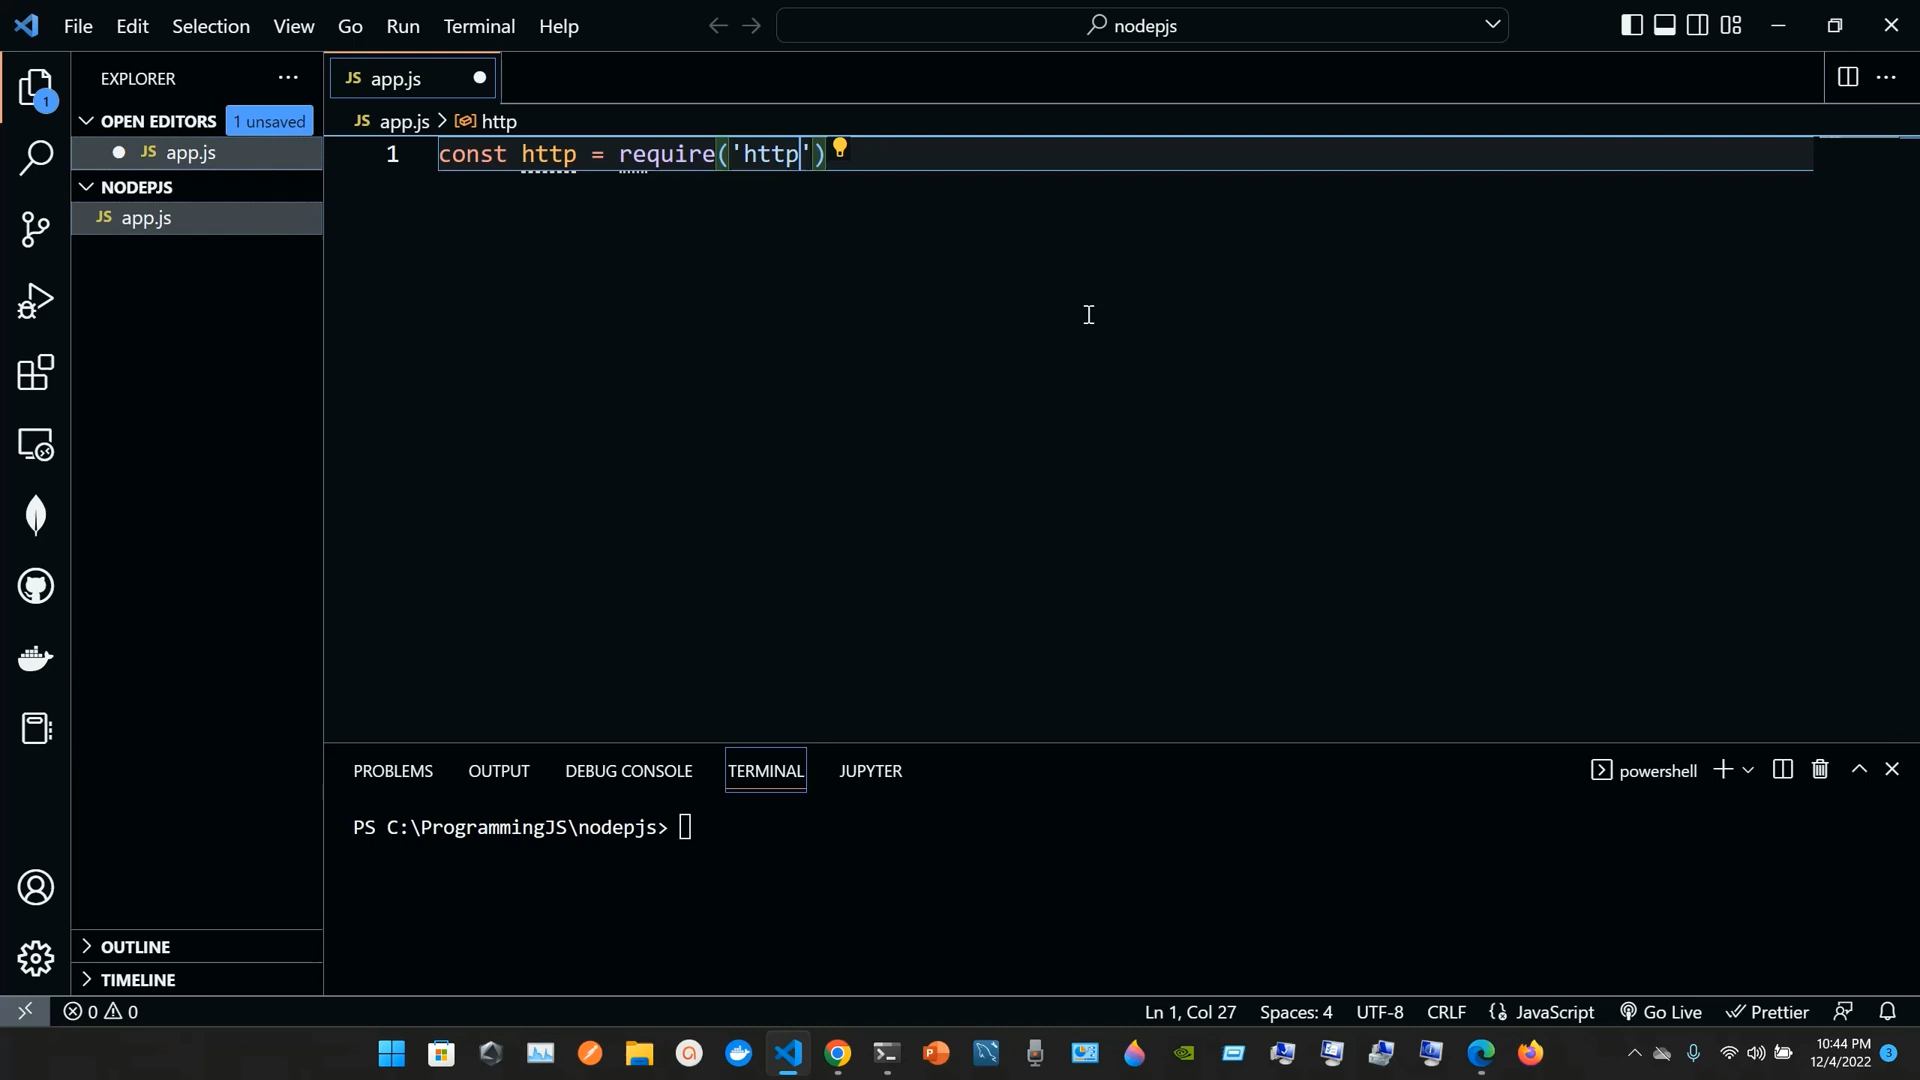 File Edit Selection View Go Run Terminal Help
nodepjs
EXPLORER
JS app.js
OPEN EDITORS 1 unsaved
JS app.js
NODEPJS
JS app.js
JS app.js > http
1 const http = require('http')
1
PROBLEMS OUTPUT DEBUG CONSOLE TERMINAL JUPYTER
powershell
PS C:\ProgrammingJS\nodepjs>
OUTLINE
TIMELINE
0 0
Ln 1, Col 27 Spaces: 4 UTF-8 CRLF JavaScript Go Live Prettier
10:44 PM
12/4/2022
3